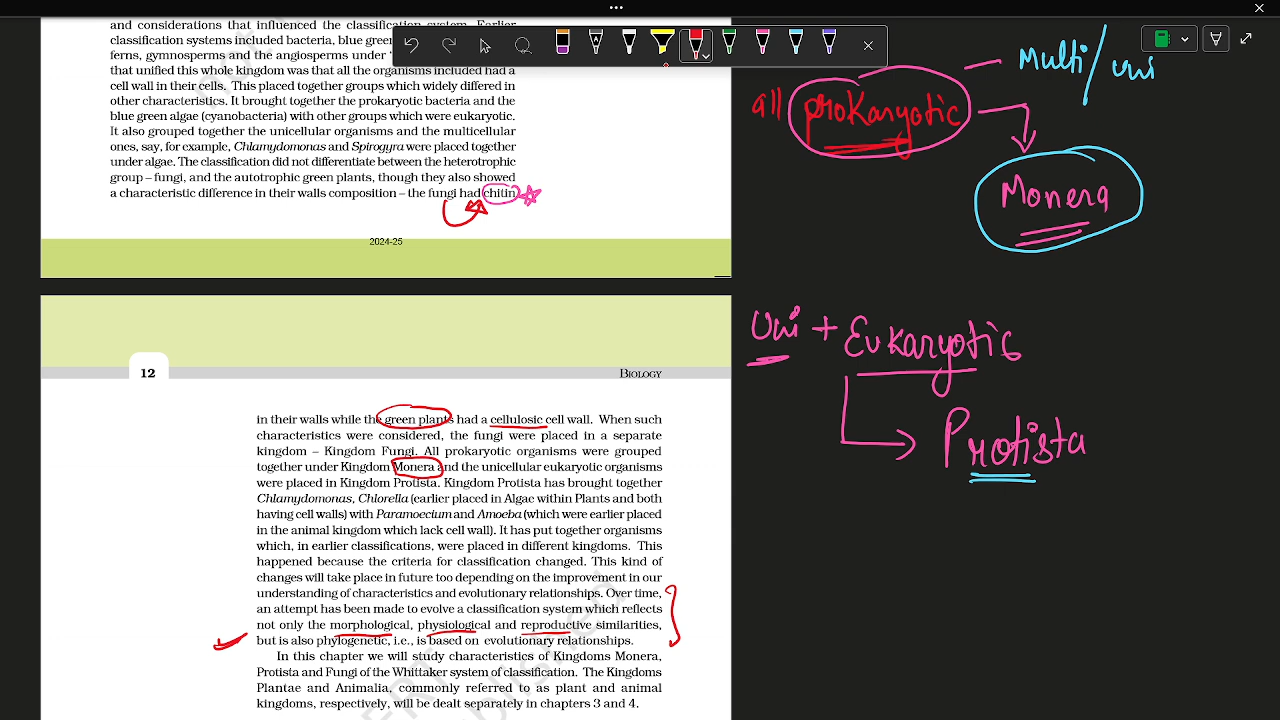 and considerations that influenced the classification system. Earlier
classification systems included bacteria, blue green
ferns, gymnosperms and the angiosperms under
that unified this whole kingdom was that all the organisms included had a
cell wall in their cells. This placed together groups which widely differed in
other characteristics. It brought together the prokaryotic bacteria and the
blue green algae (cyanobacteria) with other groups which were eukaryotic.
It also grouped together the unicellular organisms and the multicellular
ones, say, for example, Chlamydomonas and Spirogyra were placed together
under algae. The classification did not differentiate between the heterotrophic
group – fungi, and the autotrophic green plants, though they also showed
a characteristic difference in their walls composition – the fungi had chitin
2024-25
12
BIOLOGY
in their walls while the green plants had a cellulosic cell wall. When such
characteristics were considered, the fungi were placed in a separate
kingdom – Kingdom Fungi. All prokaryotic organisms were grouped
together under Kingdom Monera and the unicellular eukaryotic organisms
were placed in Kingdom Protista. Kingdom Protista has brought together
Chlamydomonas, Chlorella (earlier placed in Algae within Plants and both
having cell walls) with Paramoecium and Amoeba (which were earlier placed
in the animal kingdom which lack cell wall). It has put together organisms
which, in earlier classifications, were placed in different kingdoms. This
happened because the criteria for classification changed. This kind of
changes will take place in future too depending on the improvement in our
understanding of characteristics and evolutionary relationships. Over time,
an attempt has been made to evolve a classification system which reflects
not only the morphological, physiological and reproductive similarities,
but is also phylogenetic, i.e., is based on evolutionary relationships.
In this chapter we will study characteristics of Kingdoms Monera,
Protista and Fungi of the Whittaker system of classification. The Kingdoms
Plantae and Animalia, commonly referred to as plant and animal
kingdoms, respectively, will be dealt separately in chapters 3 and 4.
Multi/uni
all proKaryotic
Monera
Uni + EuKaryotic
Protista